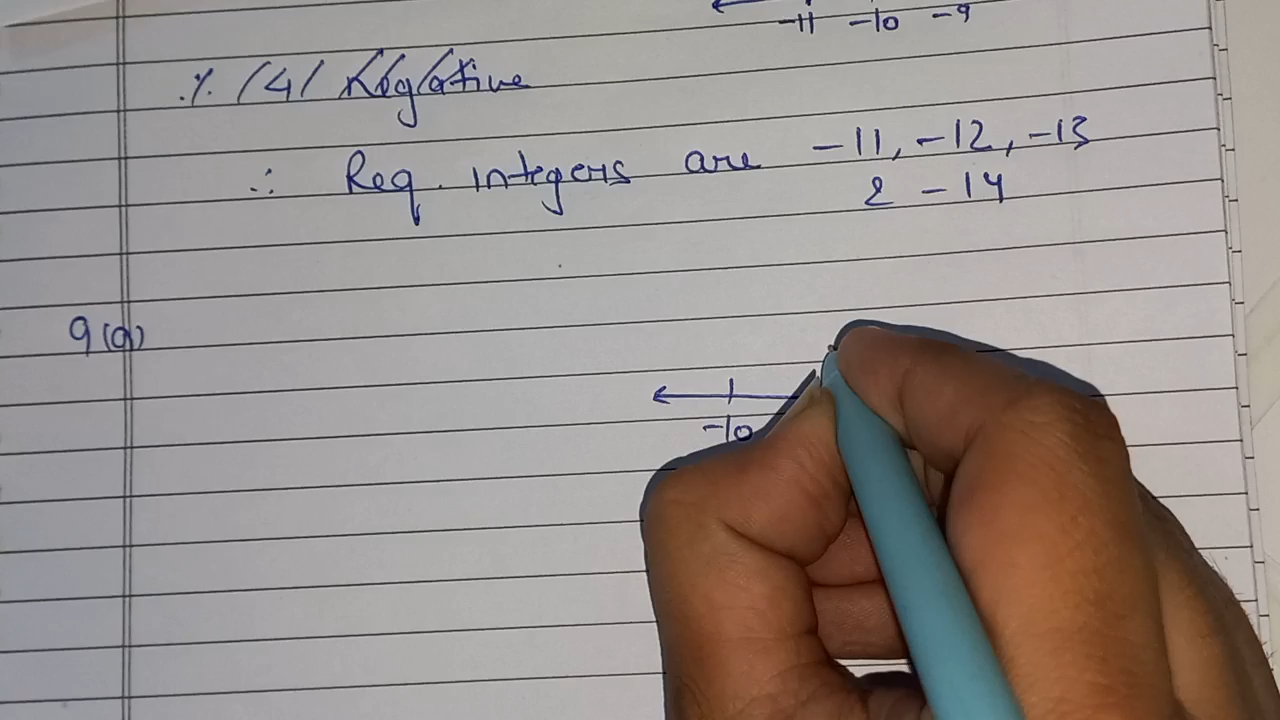 -11 -10 -9
∴ (4) Negative
∴ Req. integers are -11, -12, -13
& -14
9(a)
-10